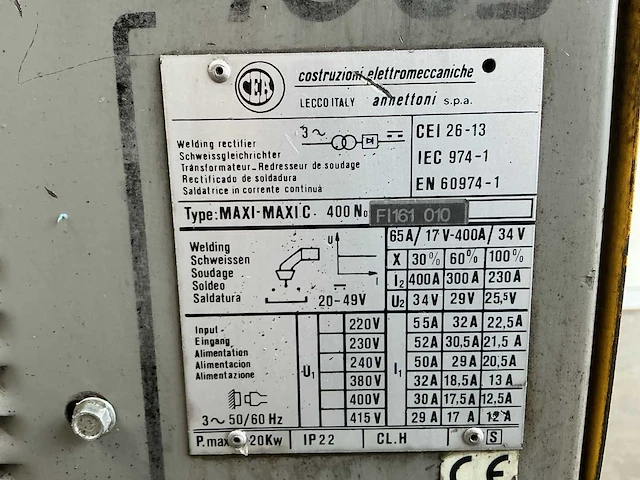 CEA
costruzioni elettromeccaniche
LECCO ITALY annettoni s.p.a.
Welding rectifier
Schweissgleichrichter
Transformateur-Redresseur de soudage
Rectificado de soldadura
Saldatrice in corrente continua
3~
CEI 26-13
IEC 974-1
EN 60974-1
Type: MAXI-MAXI C. 400 No FI161 010
Welding
Schweissen
Soudage
Soldeo
Saldatura
U
I
20-49V
65A/17V-400A/34V
X 30% 60% 100%
I2 400A 300A 230A
U2 34V 29V 25,5V
Input
Eingang
Alimentation
Alimentacion
Alimentazione
3~ 50/60 Hz
U1 I1
220V 55A 32A 22,5A
230V 52A 30,5A 21,5A
240V 50A 29A 20,5A
380V 32A 18,5A 13A
400V 30A 17,5A 12,5A
415V 29A 17A 12A
P.max 20Kw IP22 CL.H S
CE